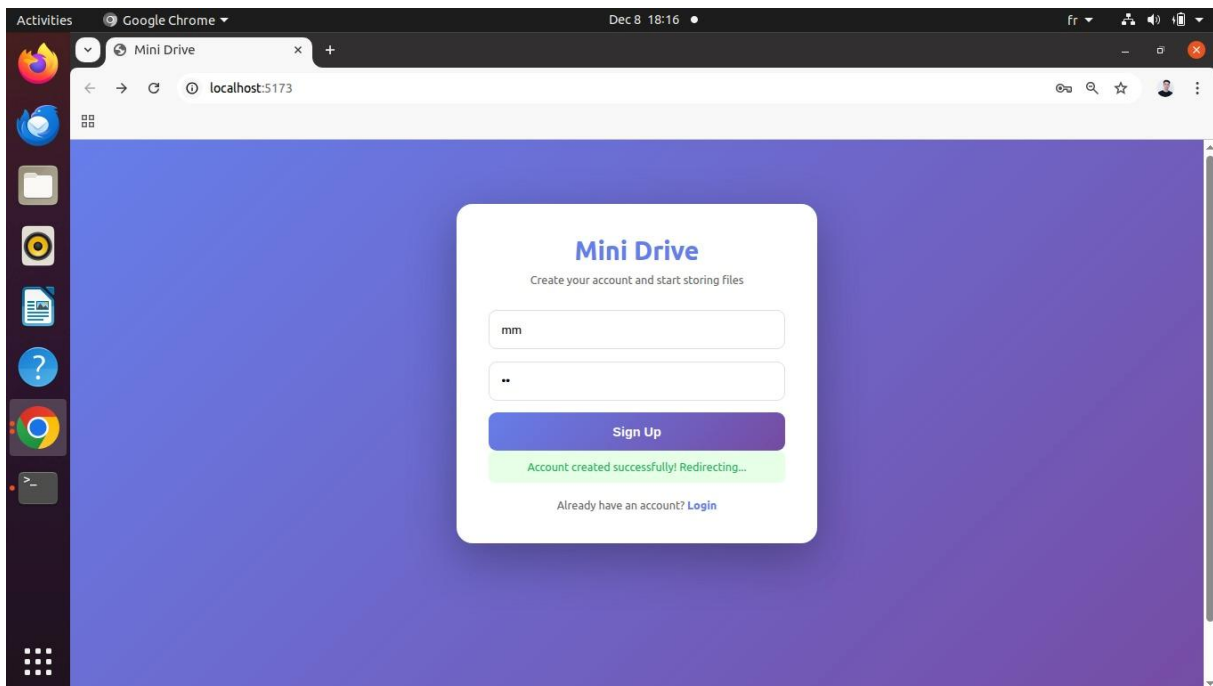 Activities Google Chrome Dec 8 18:16 fr
Mini Drive
localhost:5173
Mini Drive
Create your account and start storing files
mm
••
Sign Up
Account created successfully! Redirecting...
Already have an account? Login